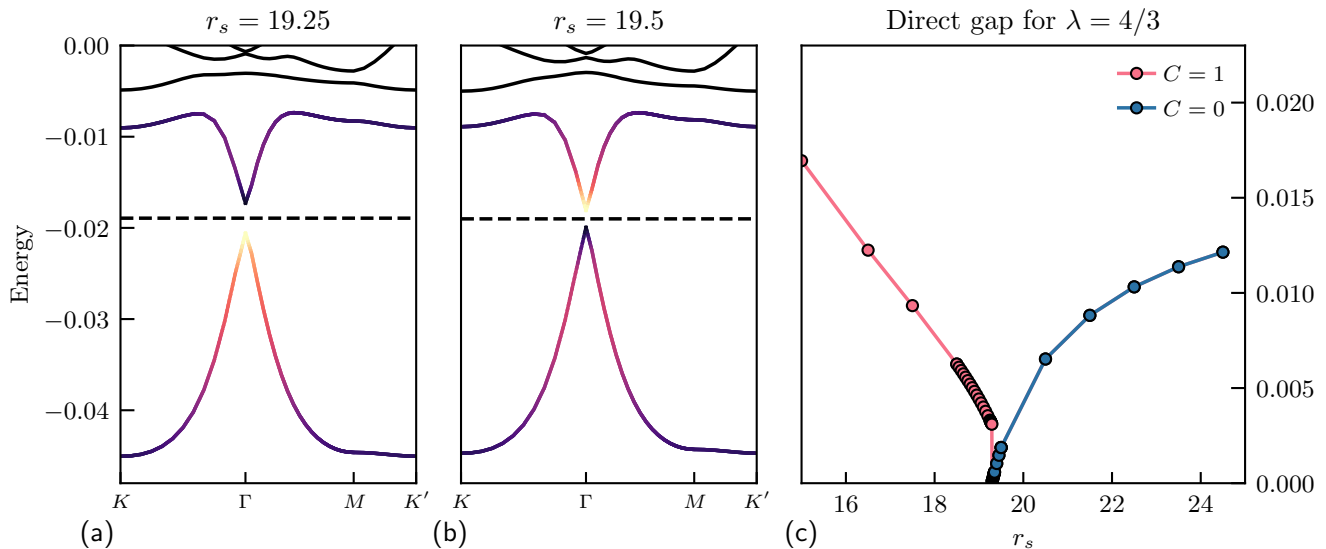 r_s = 19.25
r_s = 19.5
Direct gap for λ = 4/3
0.00
−0.01
−0.02
−0.03
−0.04
Energy
K
Γ
M
K′
K
Γ
M
K′
C = 1
C = 0
0.020
0.015
0.010
0.005
0.000
16
18
20
22
24
r_s
(a)
(b)
(c)